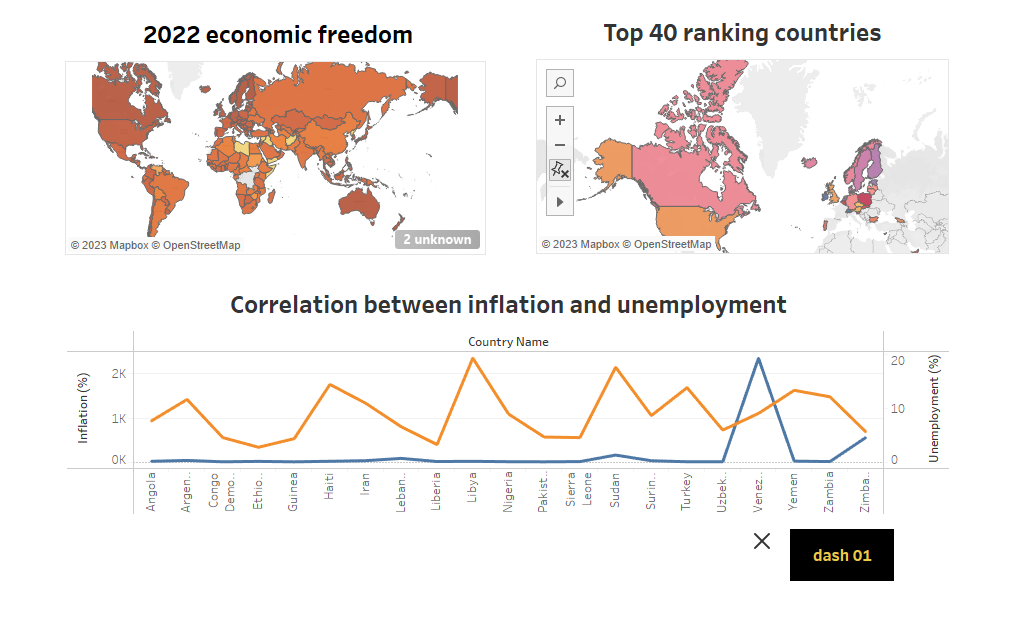 2022 economic freedom
Top 40 ranking countries
© 2023 Mapbox © OpenStreetMap
2 unknown
© 2023 Mapbox © OpenStreetMap
Correlation between inflation and unemployment
Country Name
Inflation (%)
2K
1K
0K
20
10
0
Unemployment (%)
Angola
Argen..
Congo
Demo..
Ethio..
Guinea
Haiti
Iran
Leban..
Liberia
Libya
Nigeria
Pakist..
Sierra
Leone
Sudan
Surin..
Turkey
Uzbek..
Venez..
Yemen
Zambia
Zimba..
dash 01